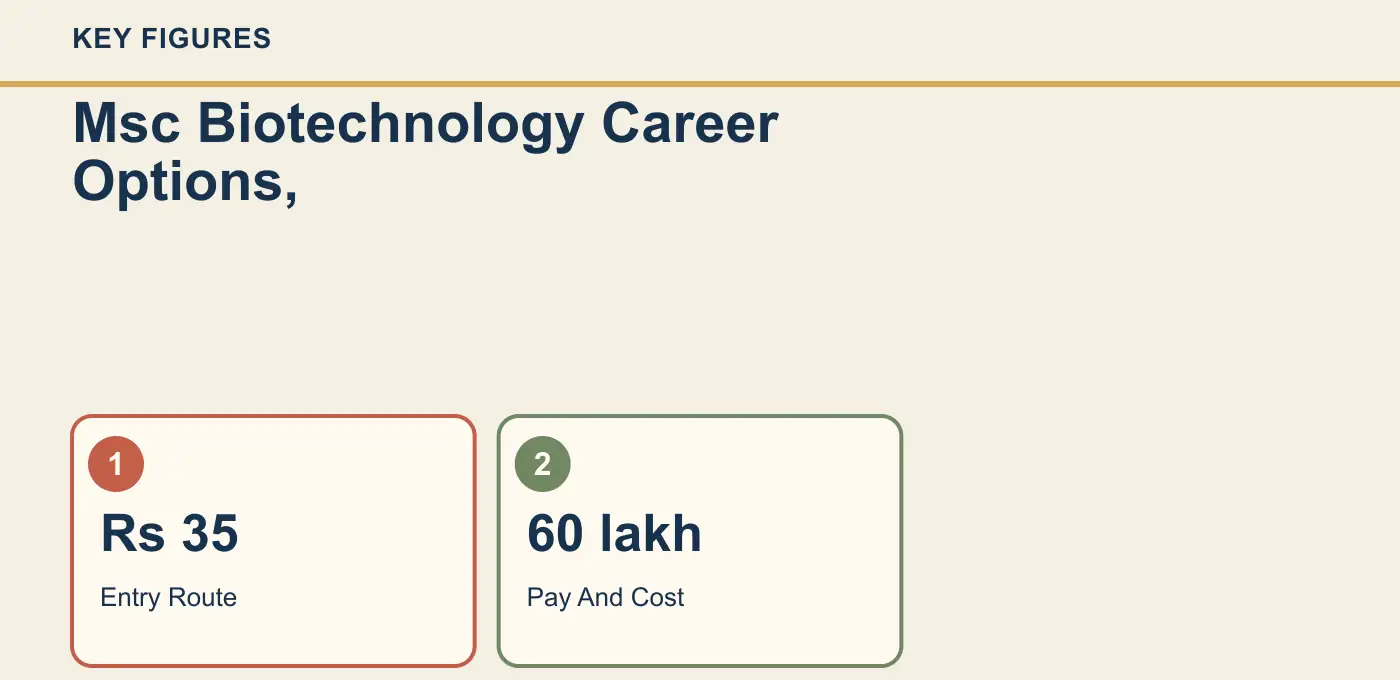 KEY FIGURES
Msc Biotechnology Career
Options,
1
Rs 35
Entry Route
2
60 lakh
Pay And Cost